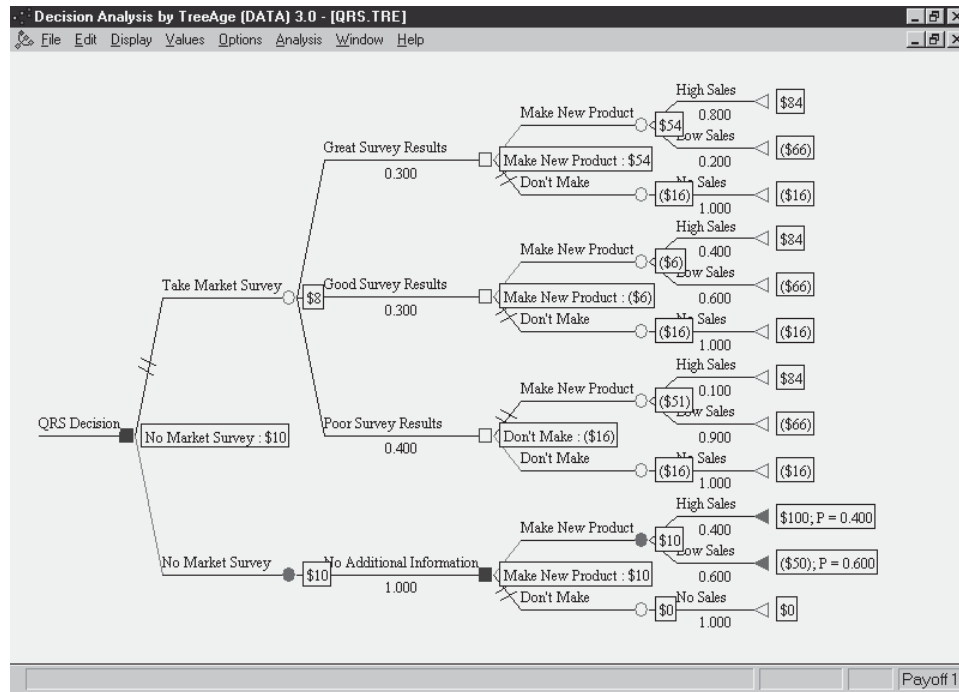 Decision Analysis by TreeAge (DATA) 3.0 - [QRS.TRE]
File Edit Display Values Options Analysis Window Help
High Sales
0.800
$84
Make New Product
$54
Low Sales
0.200
($66)
Great Survey Results
0.300
Make New Product : $54
Don't Make
($16)
No Sales
1.000
($16)
High Sales
0.400
$84
Make New Product
($6)
Low Sales
0.600
($66)
Take Market Survey
$8
Good Survey Results
0.300
Make New Product : ($6)
Don't Make
($16)
No Sales
1.000
($16)
High Sales
0.100
$84
Make New Product
($51)
Low Sales
0.900
($66)
QRS Decision
No Market Survey : $10
Poor Survey Results
0.400
Don't Make : ($16)
Don't Make
($16)
No Sales
1.000
($16)
High Sales
0.400
$100; P = 0.400
Make New Product
$10
Low Sales
0.600
($50); P = 0.600
No Market Survey
$10
No Additional Information
1.000
Make New Product : $10
Don't Make
$0
No Sales
1.000
$0
Payoff 1